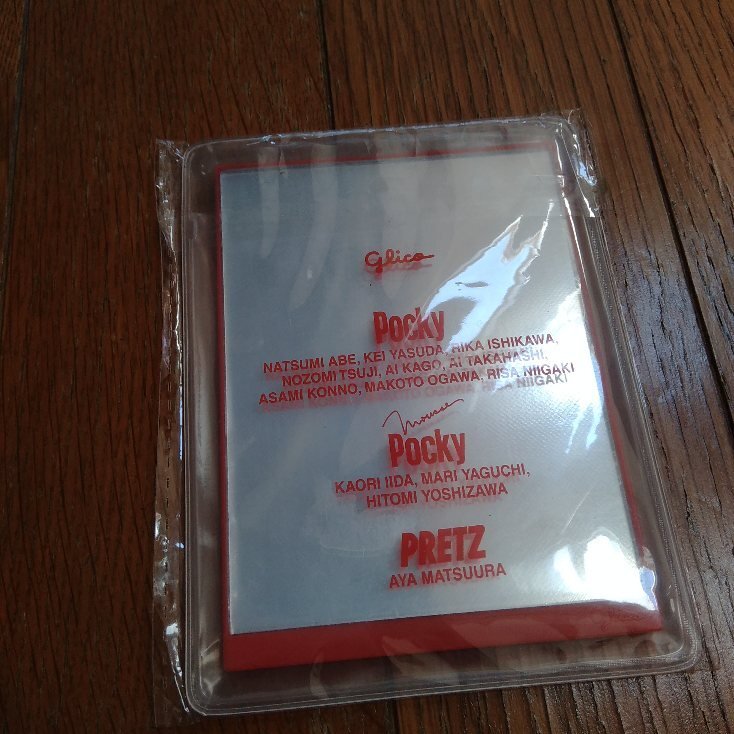 Glico
Pocky
NATSUMI ABE, KEI YASUDA, RIKA ISHIKAWA,
NOZOMI TSUJI, AI KAGO, AI TAKAHASHI,
ASAMI KONNO, MAKOTO OGAWA, RISA NIIGAKI
Mousse
Pocky
KAORI IIDA, MARI YAGUCHI,
HITOMI YOSHIZAWA
PRETZ
AYA MATSUURA